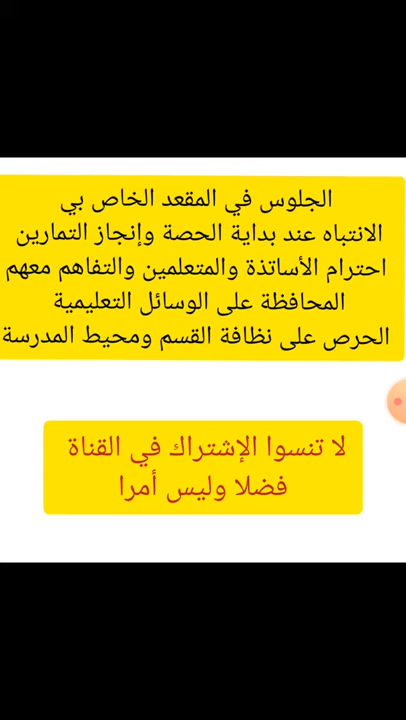 الجلوس في المقعد الخاص بي
الانتباه عند بداية الحصة وإنجاز التمارين
احترام الأساتذة والمتعلمين والتفاهم معهم
المحافظة على الوسائل التعليمية
الحرص على نظافة القسم ومحيط المدرسة
لا تنسوا الإشتراك في القناة
فضلا وليس أمرا